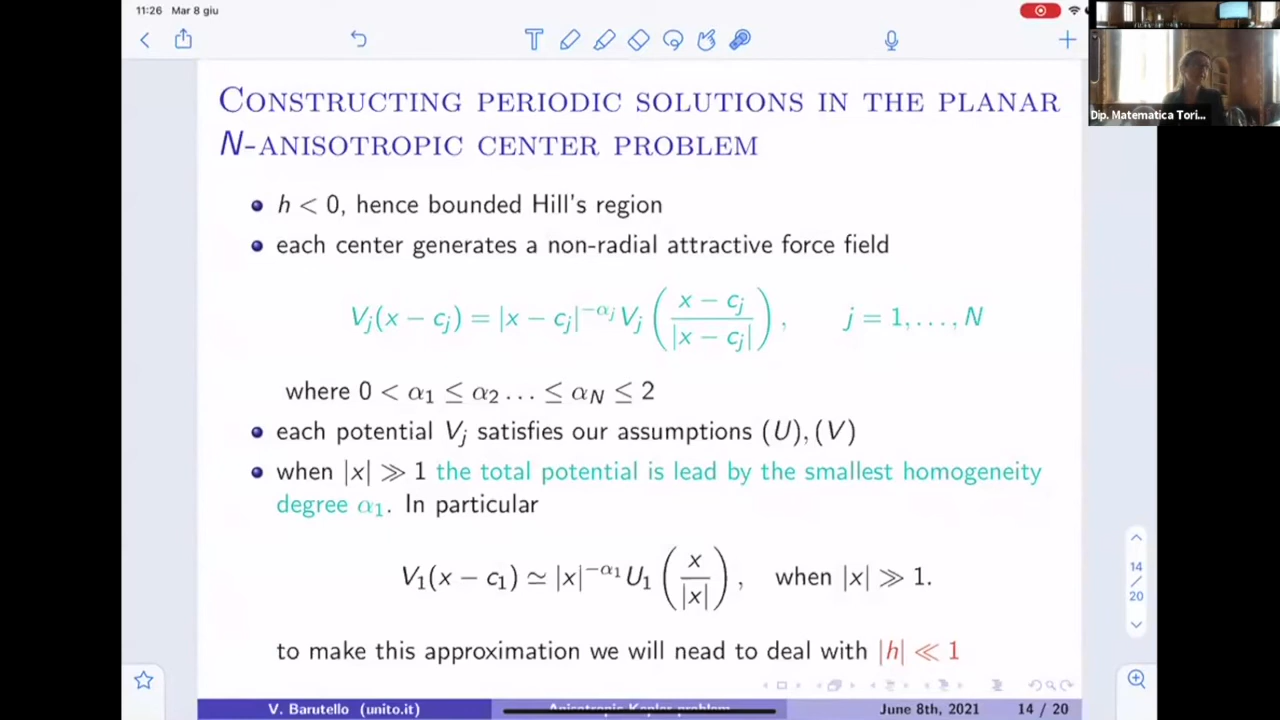 11:26 Mar 8 giu
Dip. Matematica Tori...
CONSTRUCTING PERIODIC SOLUTIONS IN THE PLANAR
N-ANISOTROPIC CENTER PROBLEM
h < 0, hence bounded Hill's region
each center generates a non-radial attractive force field
V_j(x − c_j) = |x − c_j|^{−α_j} V_j ( (x − c_j) / |x − c_j| ), j = 1, . . . , N
where 0 < α_1 ≤ α_2 . . . ≤ α_N ≤ 2
each potential V_j satisfies our assumptions (U), (V)
when |x| ≫ 1 the total potential is lead by the smallest homogeneity
degree α_1. In particular
V_1(x − c_1) ≃ |x|^{−α_1} U_1 ( x / |x| ), when |x| ≫ 1.
to make this approximation we will nead to deal with |h| ≪ 1
14
/
20
V. Barutello (unito.it) Anisotropic Kepler problem June 8th, 2021 14 / 20